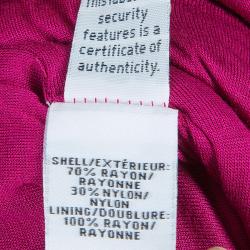 This
security
features is a
certificate of
authenticity.
SHELL/EXTÉRIEUR:
70% RAYON/
RAYONNE
30% NYLON/
NYLON
LINING/DOUBLURE:
100% RAYON/
RAYONNE